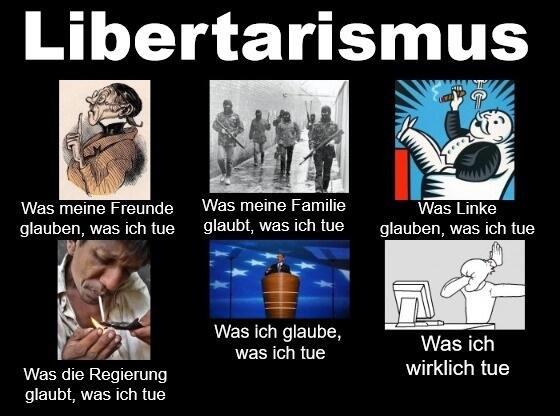 Libertarismus
Was meine Freunde
glauben, was ich tue
Was meine Familie
glaubt, was ich tue
Was Linke
glauben, was ich tue
Was die Regierung
glaubt, was ich tue
Was ich glaube,
was ich tue
Was ich
wirklich tue